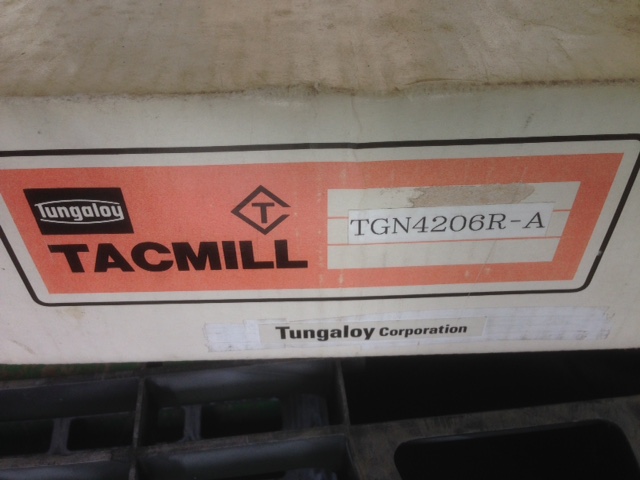 Tungaloy
T
TACMILL
TGN4206R-A
Tungaloy Corporation